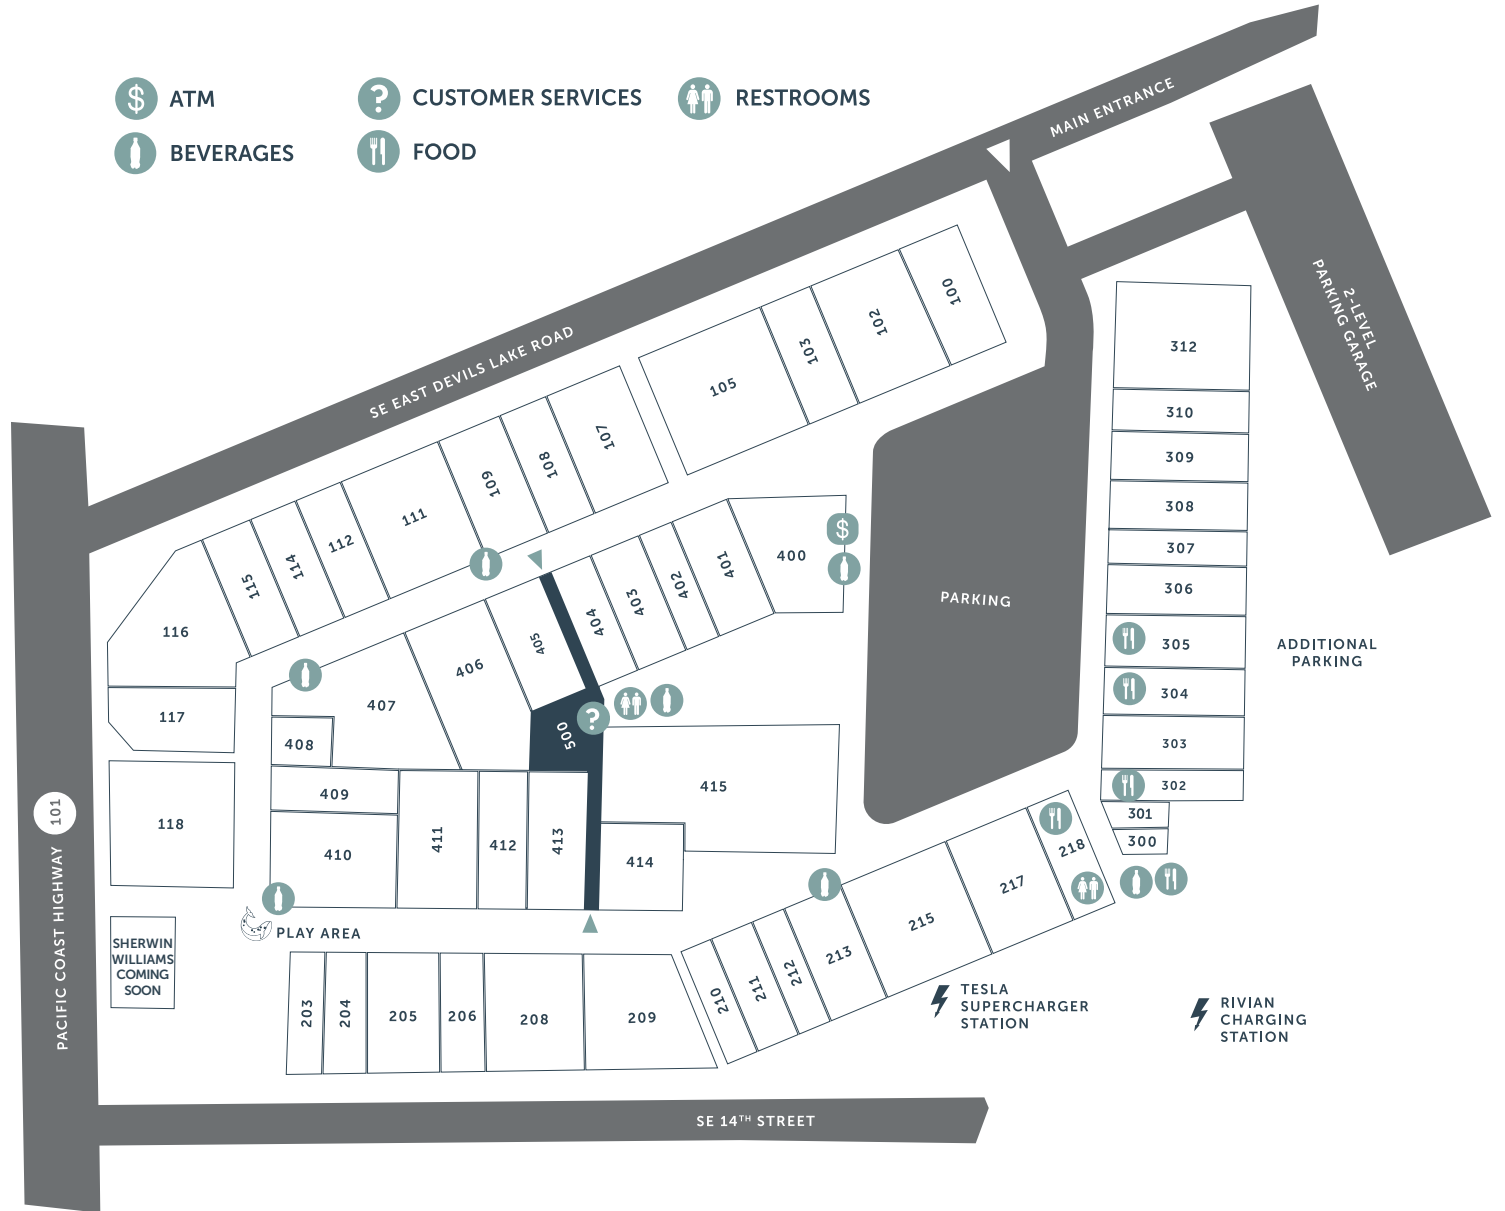 $ ATM
? CUSTOMER SERVICES
RESTROOMS
BEVERAGES
FOOD
MAIN ENTRANCE
SE EAST DEVILS LAKE ROAD
2-LEVEL
PARKING GARAGE
100
102
103
105
107
108
109
111
112
114
115
116
117
118
312
310
309
308
307
306
305
304
303
302
301
300
ADDITIONAL
PARKING
PARKING
$
400
401
402
403
404
405
406
407
408
409
410
411
412
413
414
415
500
?
PLAY AREA
SHERWIN
WILLIAMS
COMING
SOON
203
204
205
206
208
209
210
211
212
213
215
217
218
TESLA
SUPERCHARGER
STATION
RIVIAN
CHARGING
STATION
PACIFIC COAST HIGHWAY 101
SE 14TH STREET